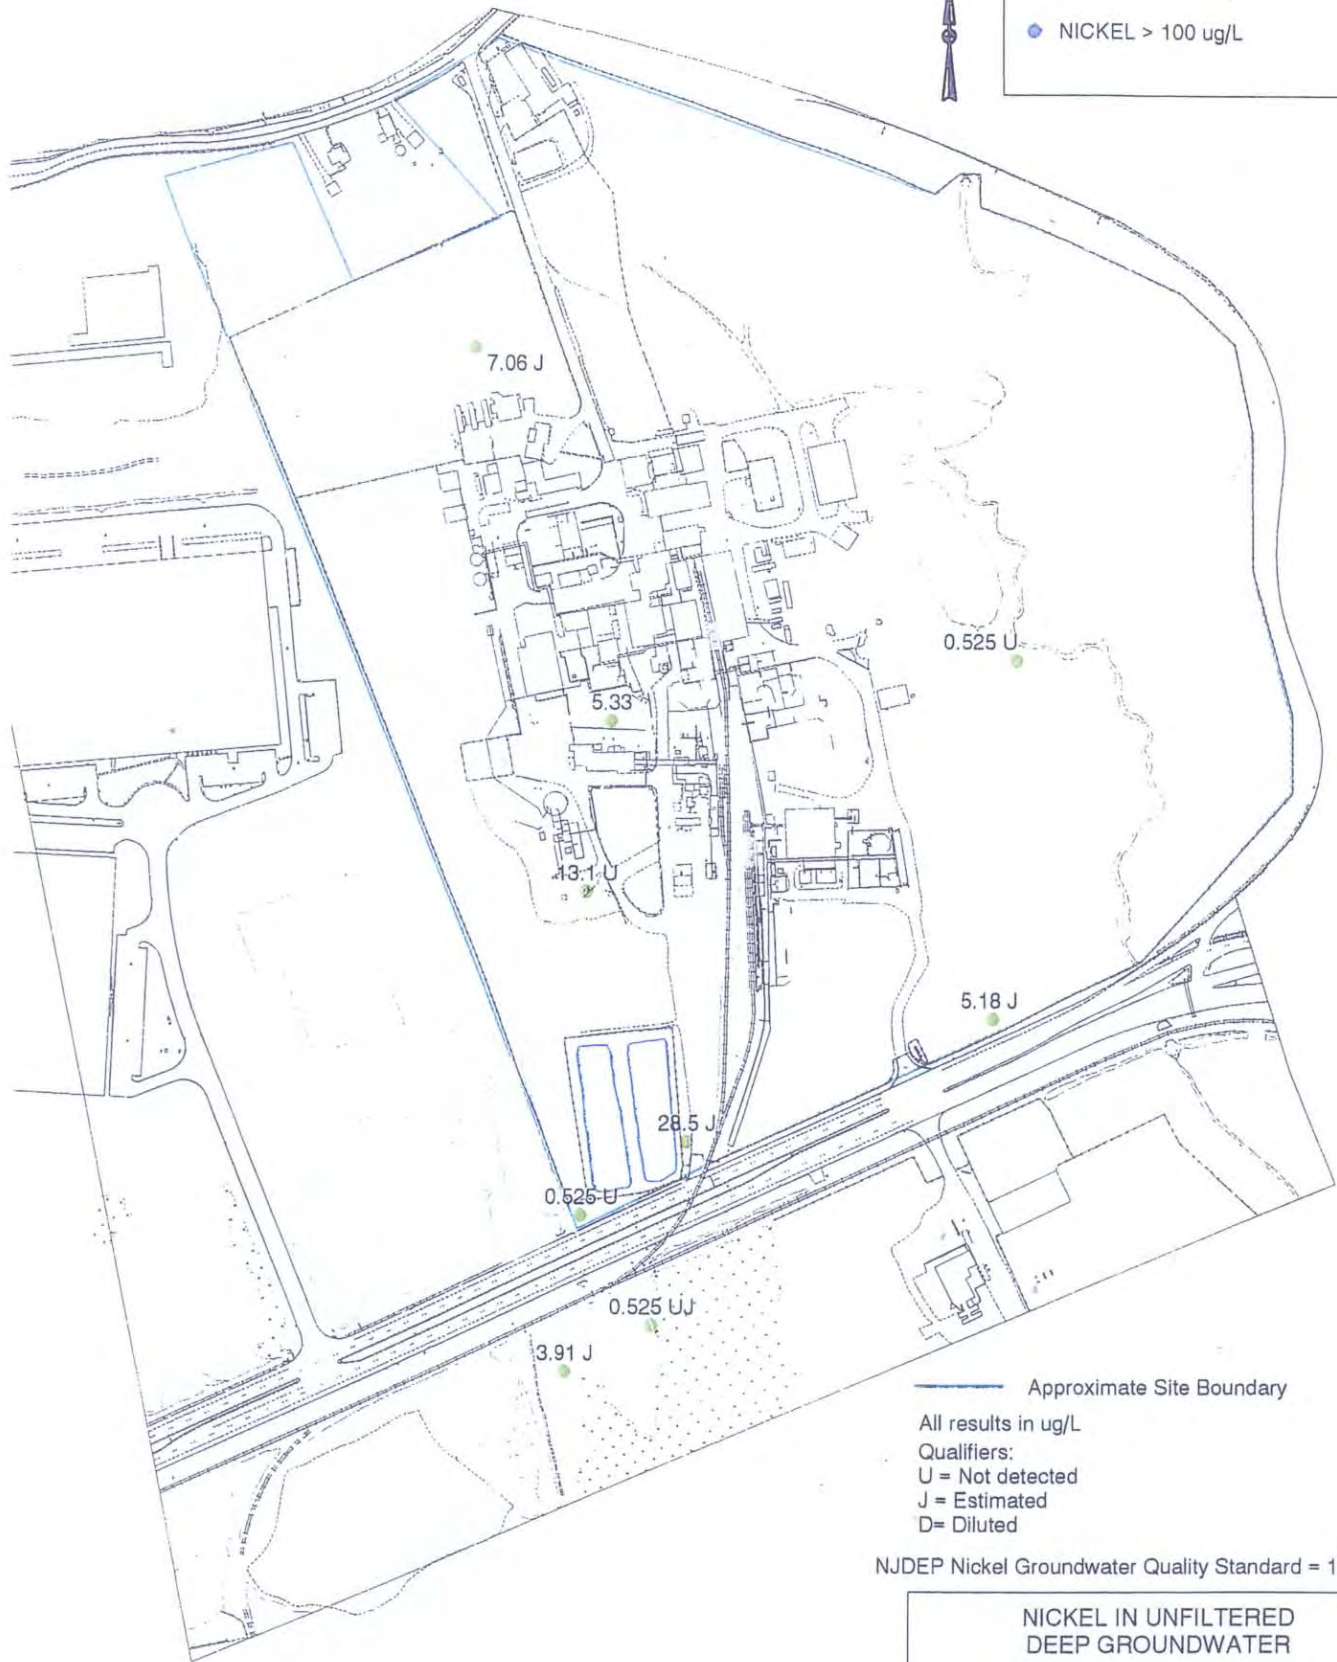 NICKEL > 100 ug/L
7.06 J
0.525 U
5.33
13.1 U
5.18 J
28.5 J
0.525 U
0.525 UJ
3.91 J
Approximate Site Boundary
All results in ug/L
Qualifiers:
U = Not detected
J = Estimated
D= Diluted
NJDEP Nickel Groundwater Quality Standard = 1
NICKEL IN UNFILTERED
DEEP GROUNDWATER